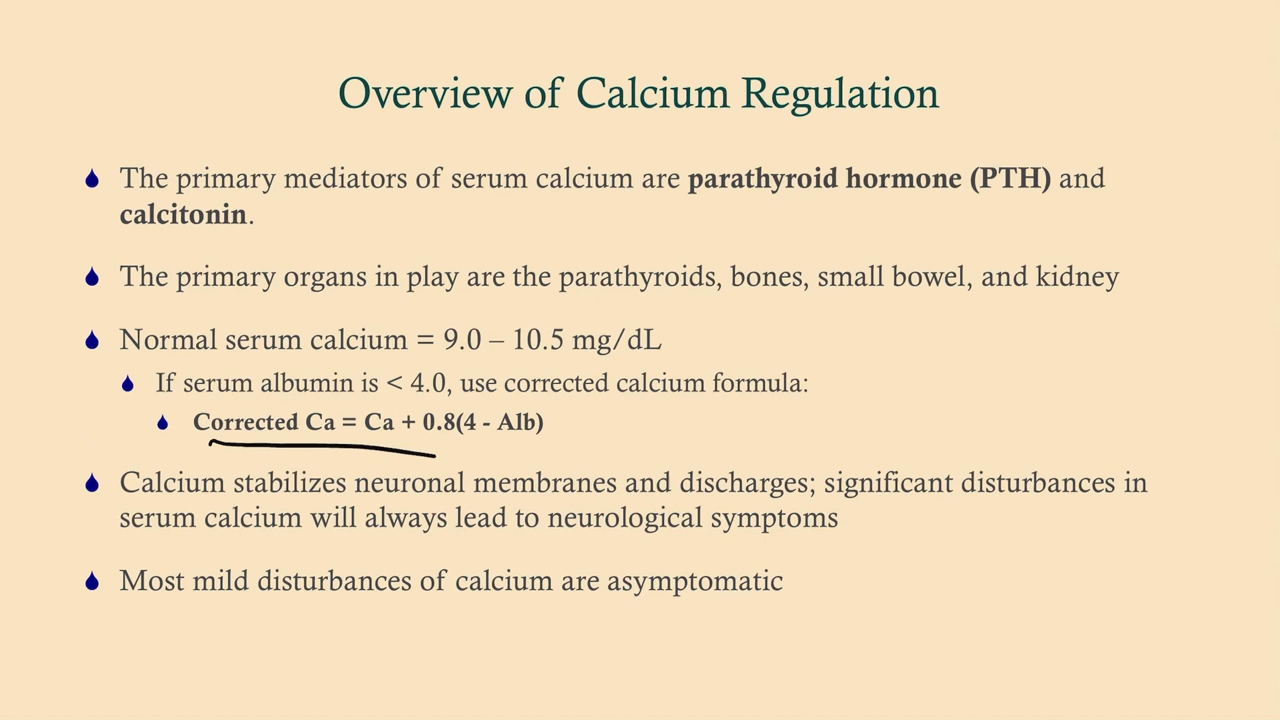 Overview of Calcium Regulation
The primary mediators of serum calcium are parathyroid hormone (PTH) and
calcitonin.
The primary organs in play are the parathyroids, bones, small bowel, and kidney
Normal serum calcium = 9.0 – 10.5 mg/dL
If serum albumin is < 4.0, use corrected calcium formula:
Corrected Ca = Ca + 0.8(4 - Alb)
Calcium stabilizes neuronal membranes and discharges; significant disturbances in
serum calcium will always lead to neurological symptoms
Most mild disturbances of calcium are asymptomatic